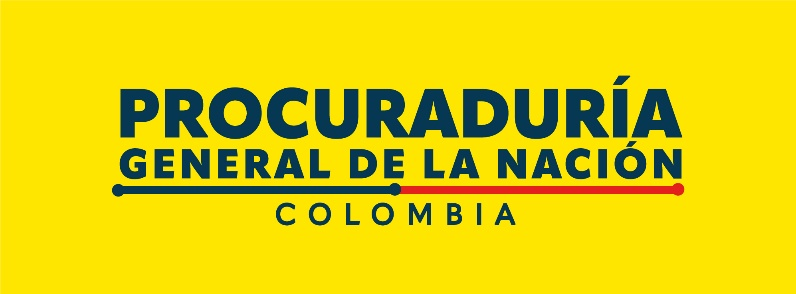 PROCURADURÍA
GENERAL DE LA NACIÓN
COLOMBIA